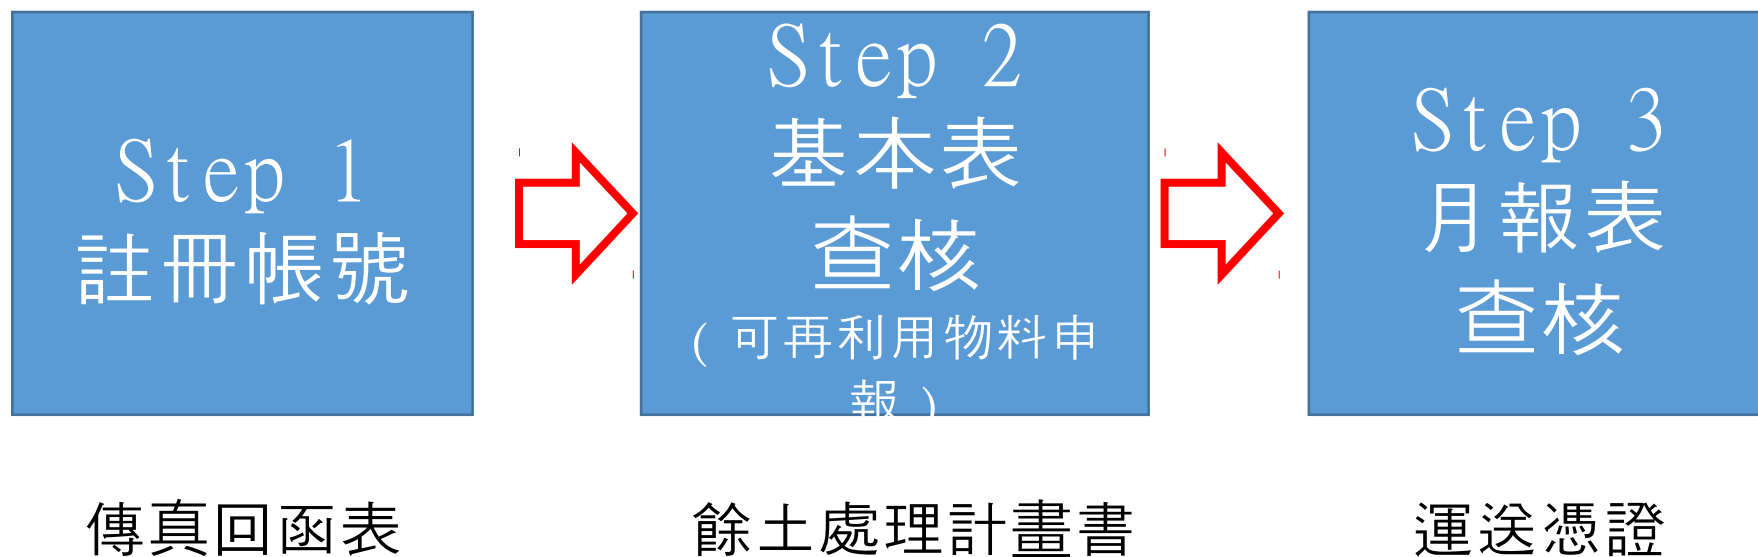 Step 1
註冊帳號
Step 2
基本表
查核
(可再利用物料申
報)
Step 3
月報表
查核
傳真回函表
餘土處理計畫書
運送憑證